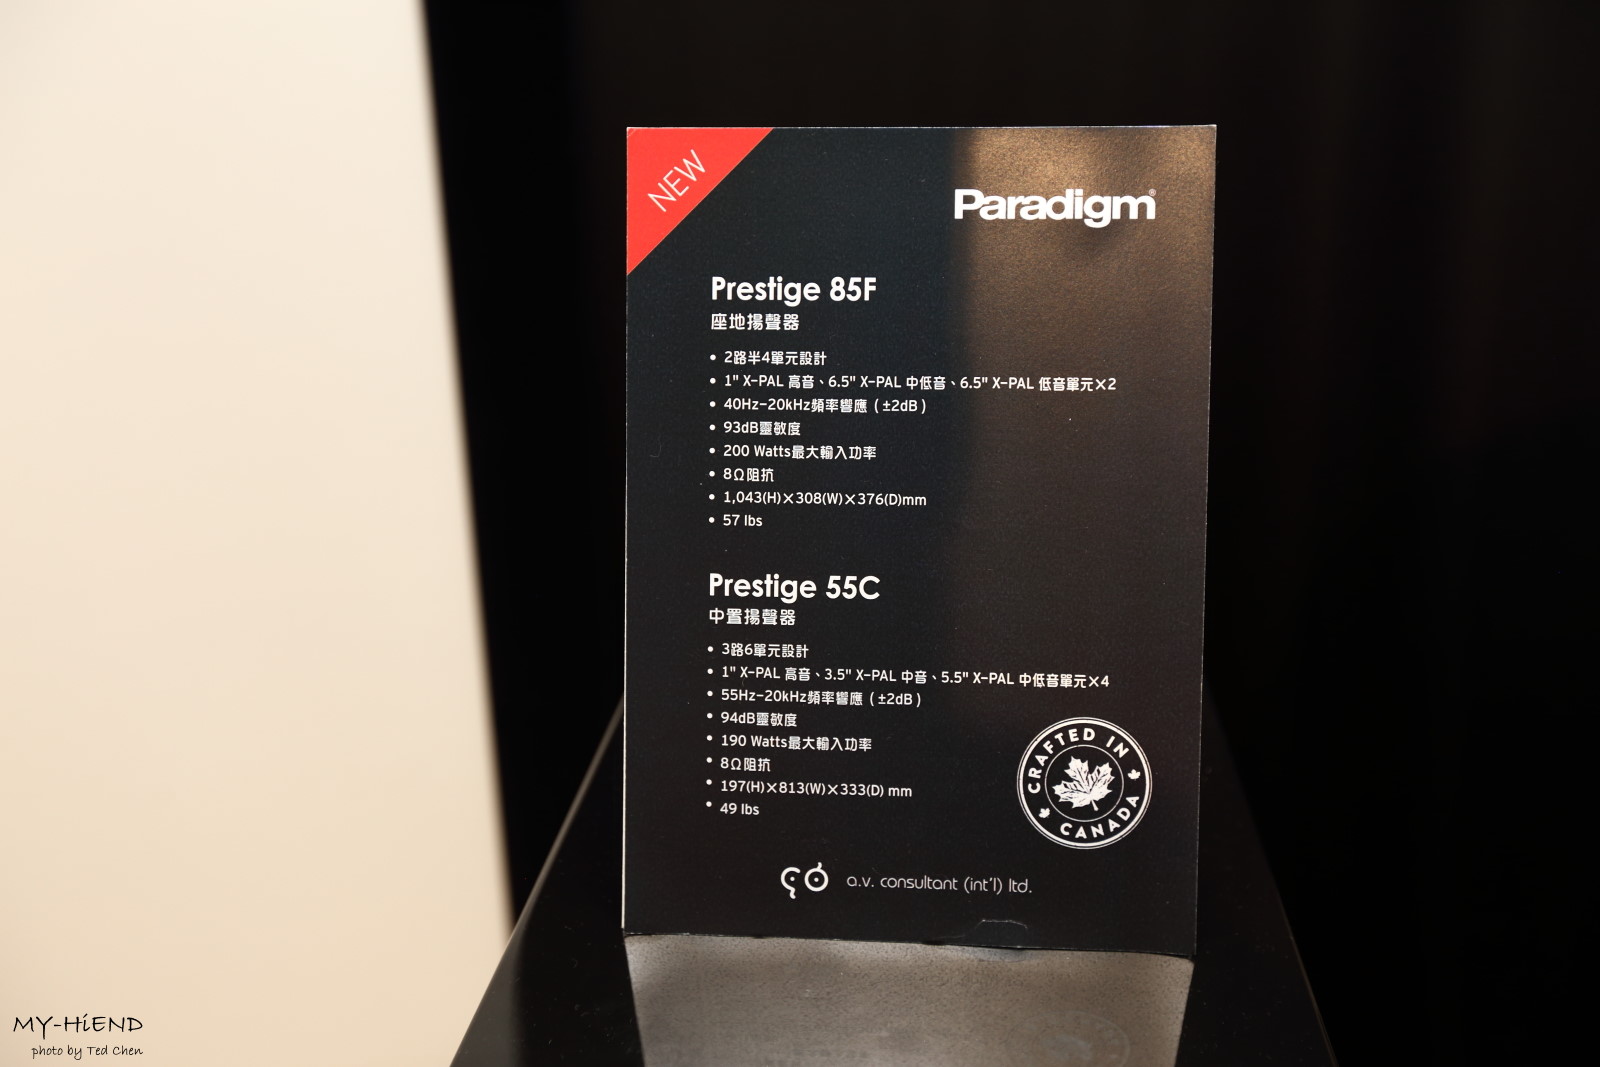 NEW
Paradigm®
Prestige 85F
座地揚聲器
• 2路半4單元設計
• 1" X-PAL 高音、6.5" X-PAL 中低音、6.5" X-PAL 低音單元×2
• 40Hz-20kHz頻率響應（±2dB）
• 93dB靈敏度
• 200 Watts最大輸入功率
• 8Ω阻抗
• 1,043(H)×308(W)×376(D)mm
• 57 lbs
Prestige 55C
中置揚聲器
• 3路6單元設計
• 1" X-PAL 高音、3.5" X-PAL 中音、5.5" X-PAL 中低音單元×4
• 55Hz-20kHz頻率響應（±2dB）
• 94dB靈敏度
• 190 Watts最大輸入功率
• 8Ω阻抗
• 197(H)×813(W)×333(D) mm
• 49 lbs
CRAFTED IN
CANADA
a.v. consultant (int'l) ltd.
MY-HiEND
photo by Ted Chen